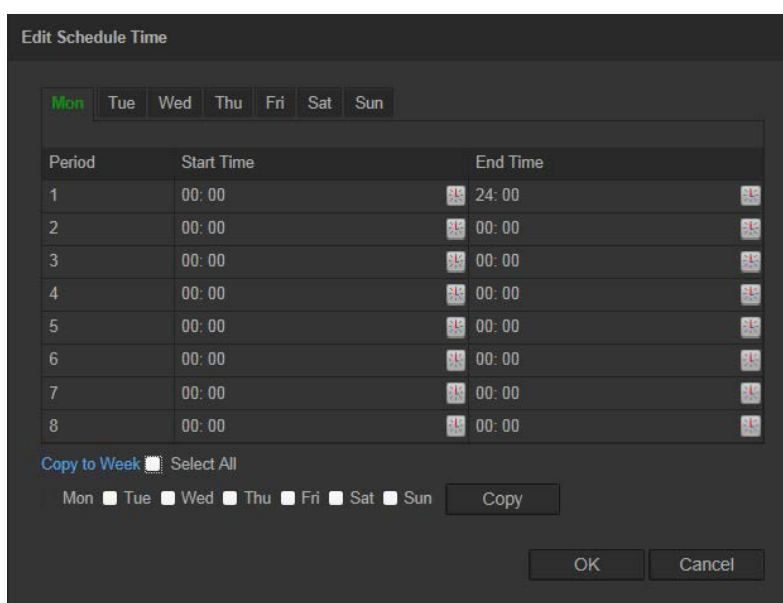 Edit Schedule Time
Mon Tue Wed Thu Fri Sat Sun
Period Start Time End Time
1 00: 00 24: 00
2 00: 00 00: 00
3 00: 00 00: 00
4 00: 00 00: 00
5 00: 00 00: 00
6 00: 00 00: 00
7 00: 00 00: 00
8 00: 00 00: 00
Copy to Week Select All
Mon Tue Wed Thu Fri Sat Sun Copy
OK Cancel